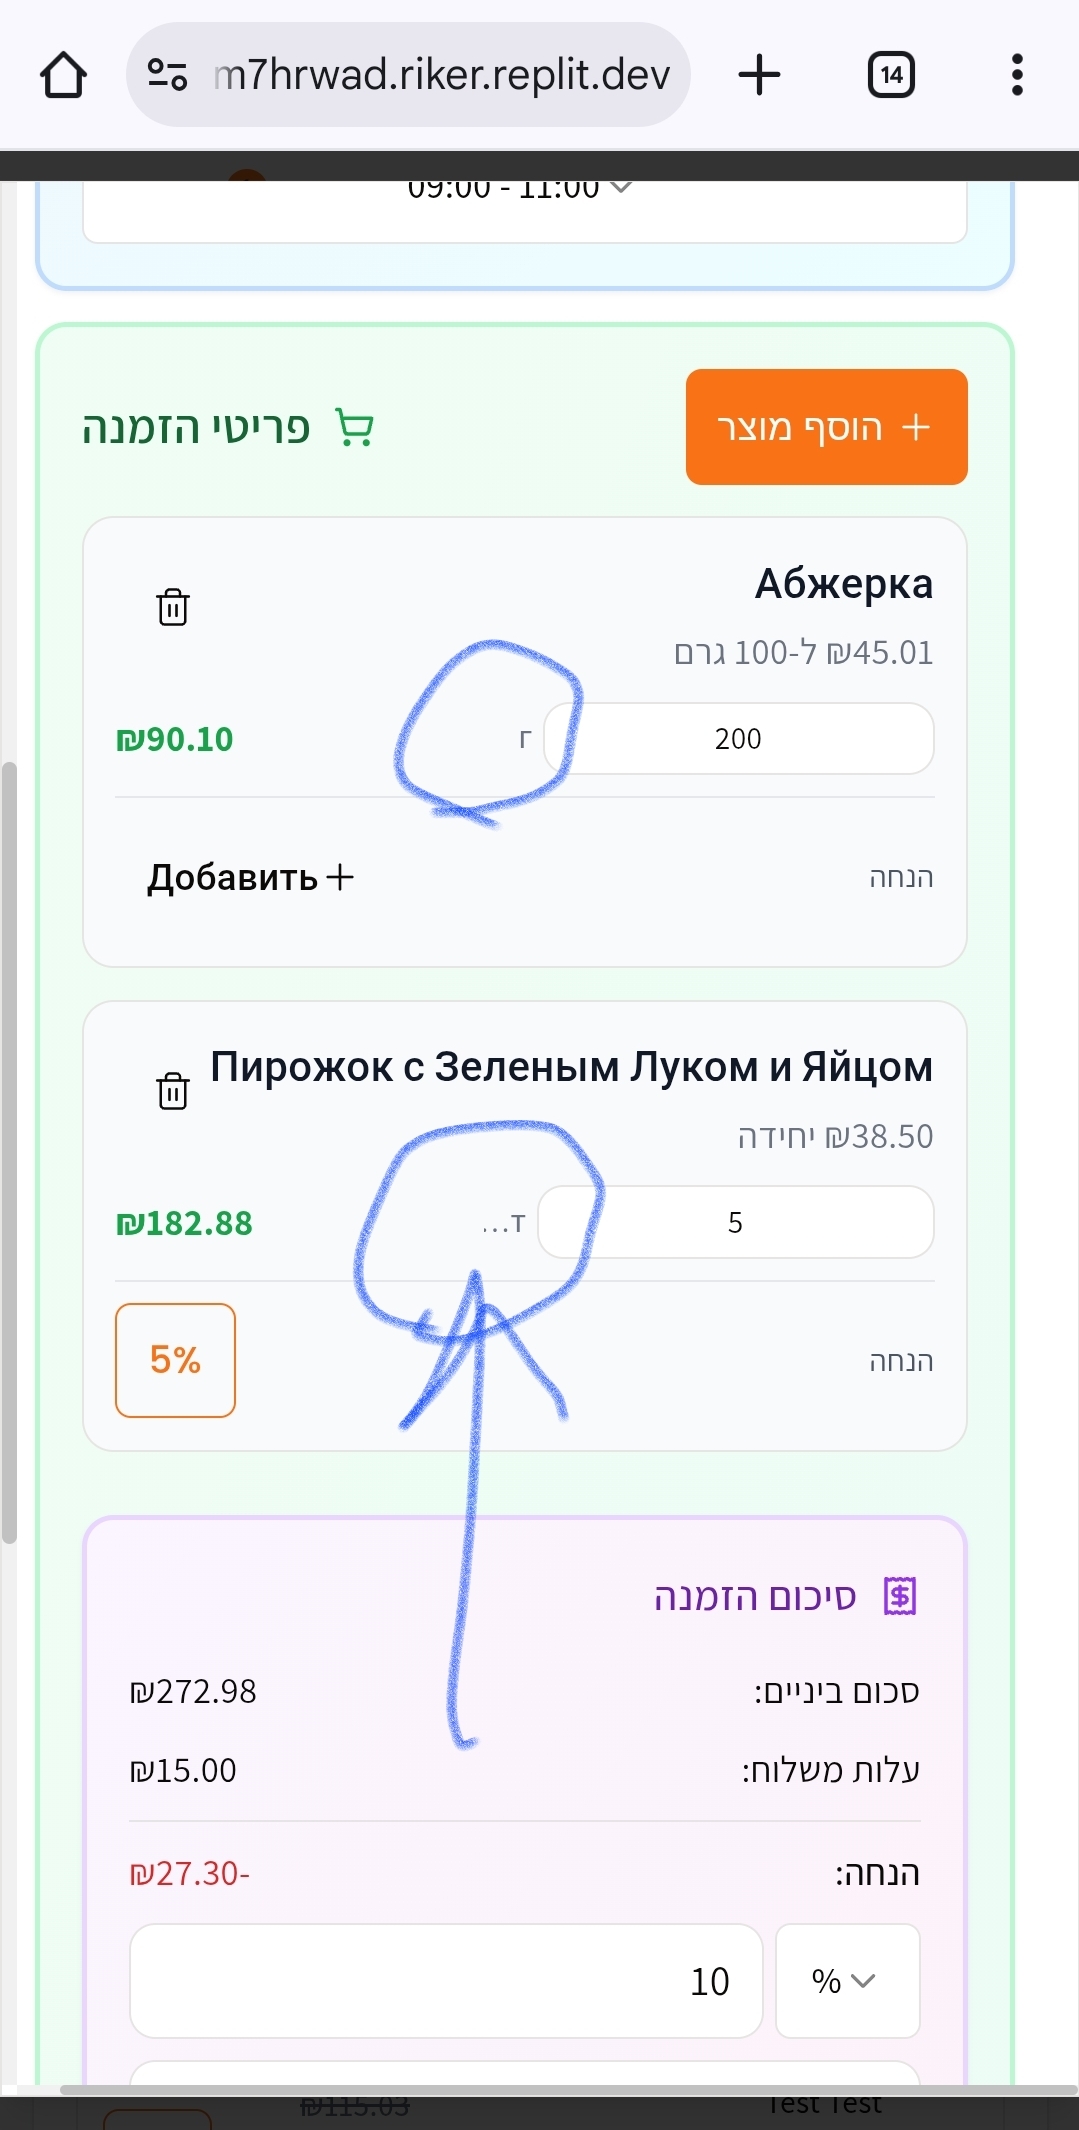 m7hrwad.riker.replit.dev
14
09:00 - 11:00
פריטי הזמנה
הוסף מוצר
Абжерка
₪45.01 ל-100 גרם
200
г
₪90.10
הנחה
Добавить
Пирожок с Зеленым Луком и Яйцом
₪38.50 יחידה
5
т...
₪182.88
הנחה
5%
סיכום הזמנה
סכום ביניים:
₪272.98
עלות משלוח:
₪15.00
הנחה:
-₪27.30
%
10
₪115.03
Test Test